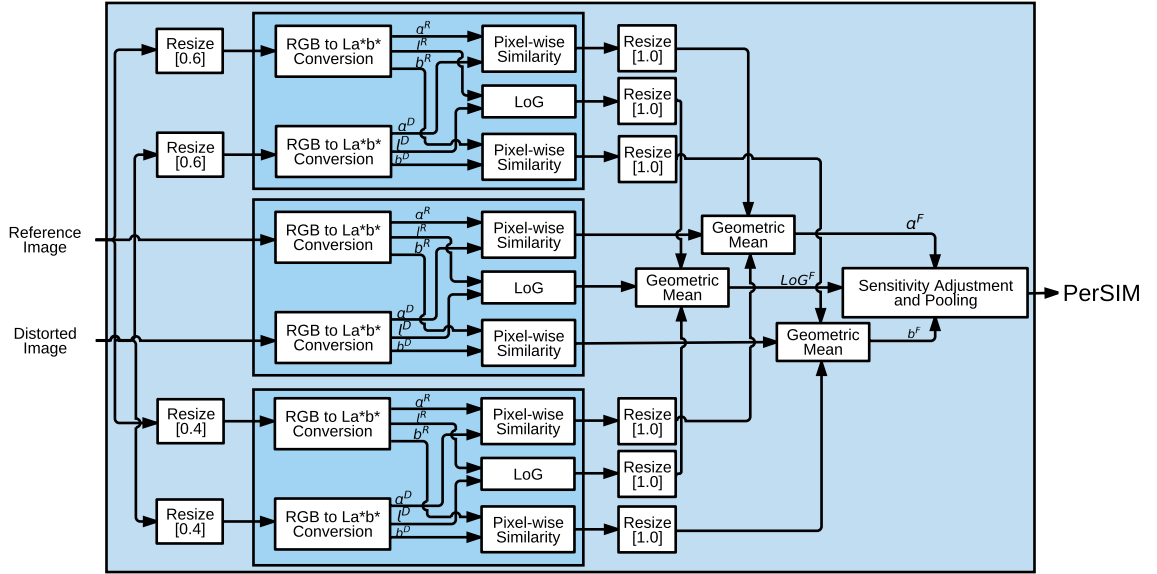 Reference
Image
Distorted
Image
Resize
[0.6]
Resize
[0.6]
RGB to La*b*
Conversion
RGB to La*b*
Conversion
a^R
l^R
b^R
a^D
l^D
b^D
Pixel-wise
Similarity
LoG
Pixel-wise
Similarity
Resize
[1.0]
Resize
[1.0]
Resize
[1.0]
RGB to La*b*
Conversion
RGB to La*b*
Conversion
a^R
l^R
b^R
a^D
l^D
b^D
Pixel-wise
Similarity
LoG
Pixel-wise
Similarity
Resize
[0.4]
Resize
[0.4]
RGB to La*b*
Conversion
RGB to La*b*
Conversion
a^R
l^R
b^R
a^D
l^D
b^D
Pixel-wise
Similarity
LoG
Pixel-wise
Similarity
Resize
[1.0]
Resize
[1.0]
Resize
[1.0]
Geometric
Mean
Geometric
Mean
Geometric
Mean
a^F
LoG^F
b^F
Sensitivity Adjustment
and Pooling
PerSIM